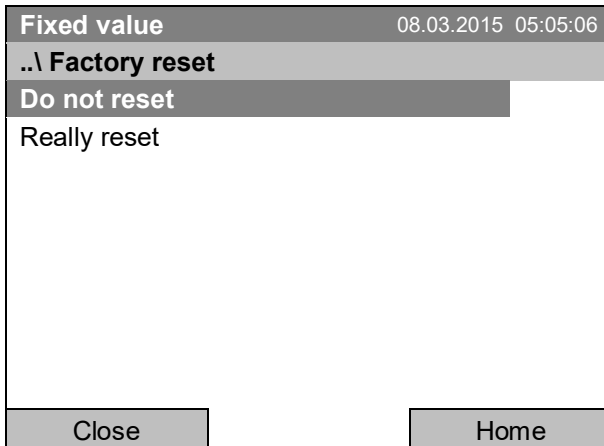 Fixed value 08.03.2015 05:05:06
..\ Factory reset
Do not reset
Really reset
Close Home